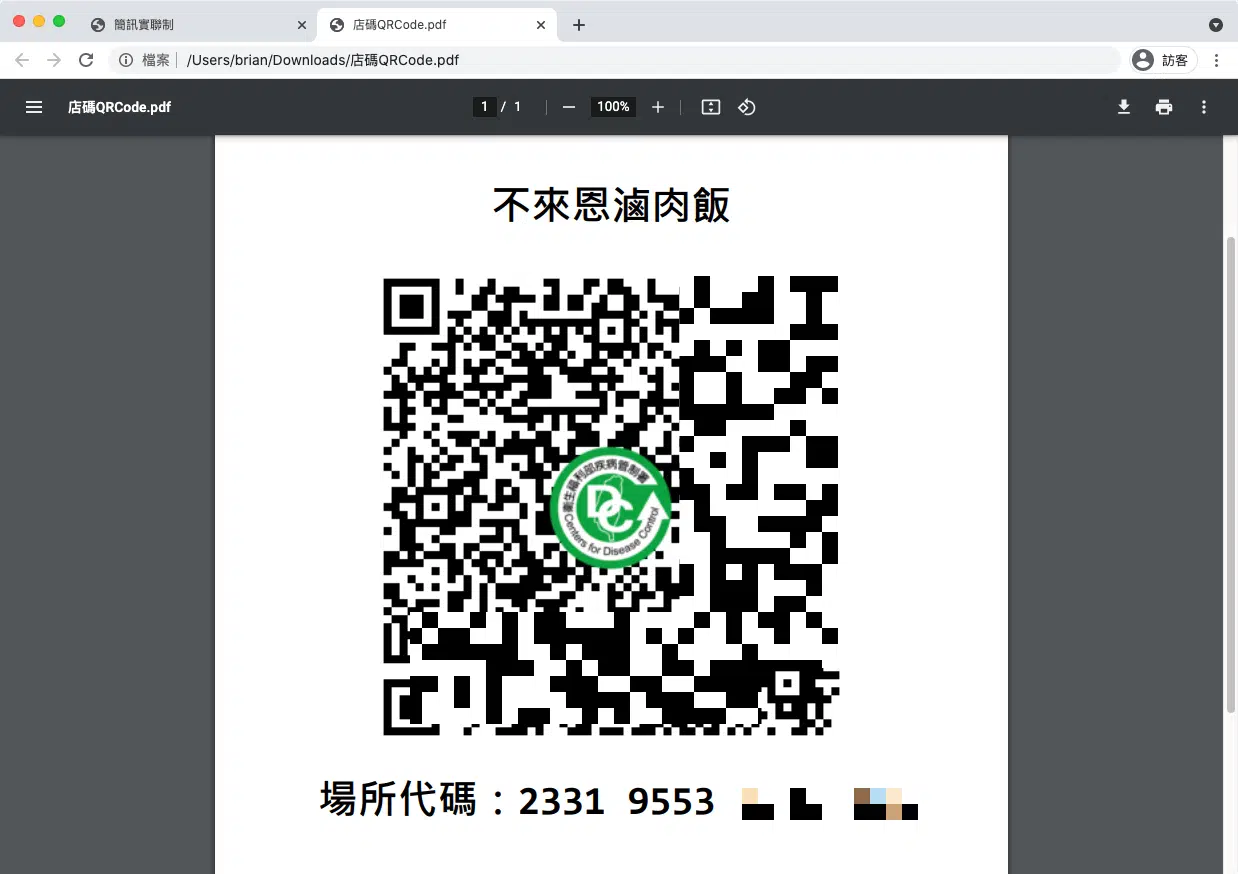 簡訊實聯制
店碼QRCode.pdf
檔案
/Users/brian/Downloads/店碼QRCode.pdf
訪客
店碼QRCode.pdf
1 / 1
100%
不來恩滷肉飯
衛生福利部疾病管制署
DC
Centers for Disease Control
場所代碼：2331 9553